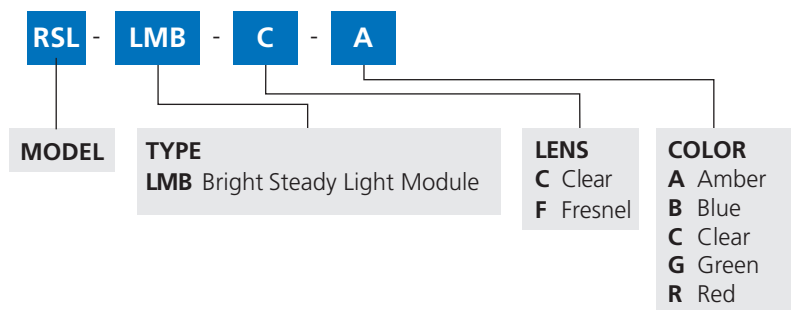 RSL - LMB - C - A
MODEL
TYPE
LMB Bright Steady Light Module
LENS
C Clear
F Fresnel
COLOR
A Amber
B Blue
C Clear
G Green
R Red